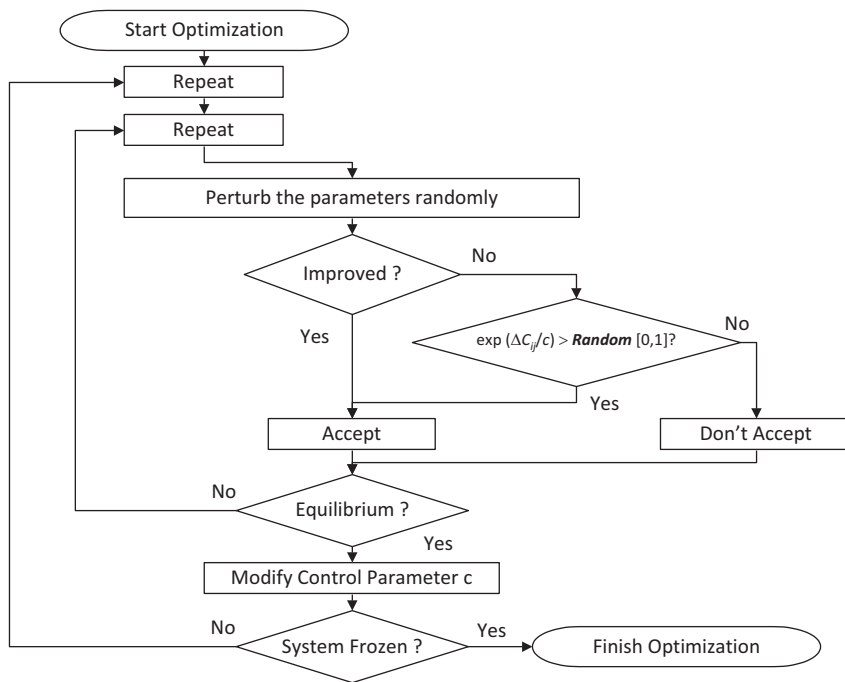 Start Optimization
Repeat
Repeat
Perturb the parameters randomly
Improved ?
No
Yes
exp (ΔC_ij/c) > Random [0,1]?
No
Yes
Accept
Don’t Accept
No
Equilibrium ?
Yes
Modify Control Parameter c
No
System Frozen ?
Yes
Finish Optimization